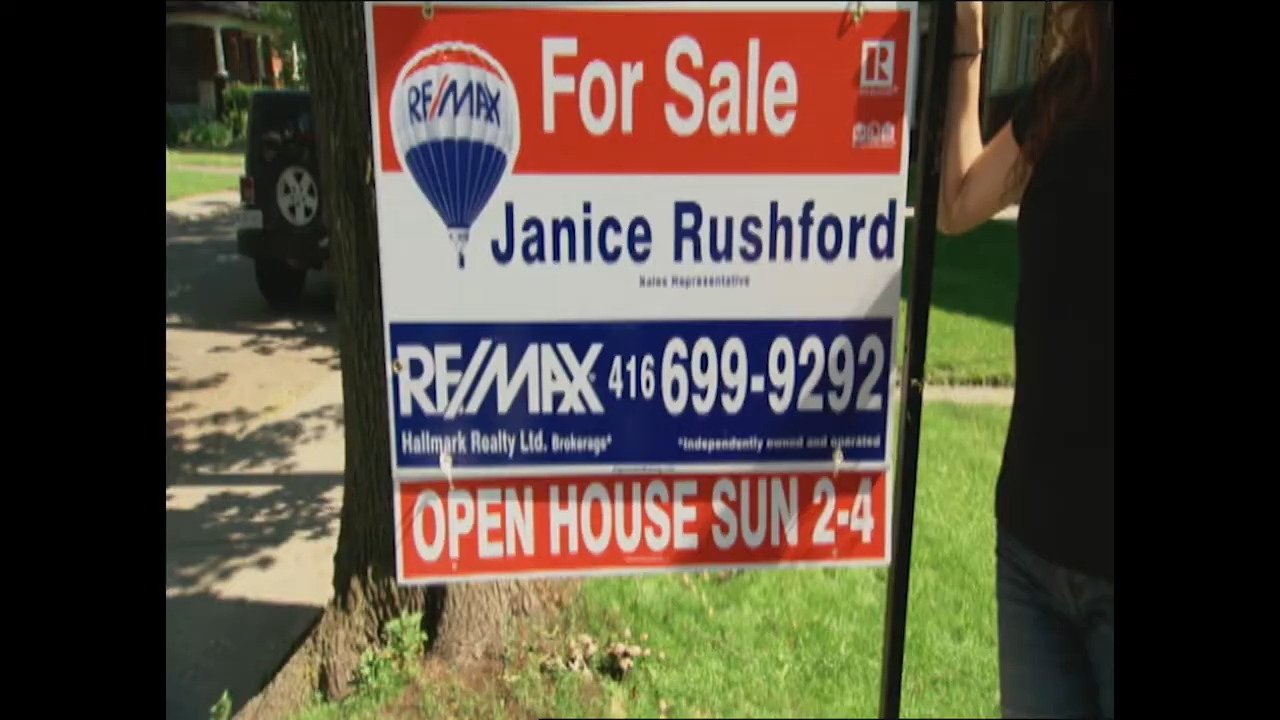 RE/MAX
For Sale
R
Janice Rushford
Sales Representative
RE/MAX 416 699-9292
Hallmark Realty Ltd. Brokerage*
*Independently owned and operated
OPEN HOUSE SUN 2-4